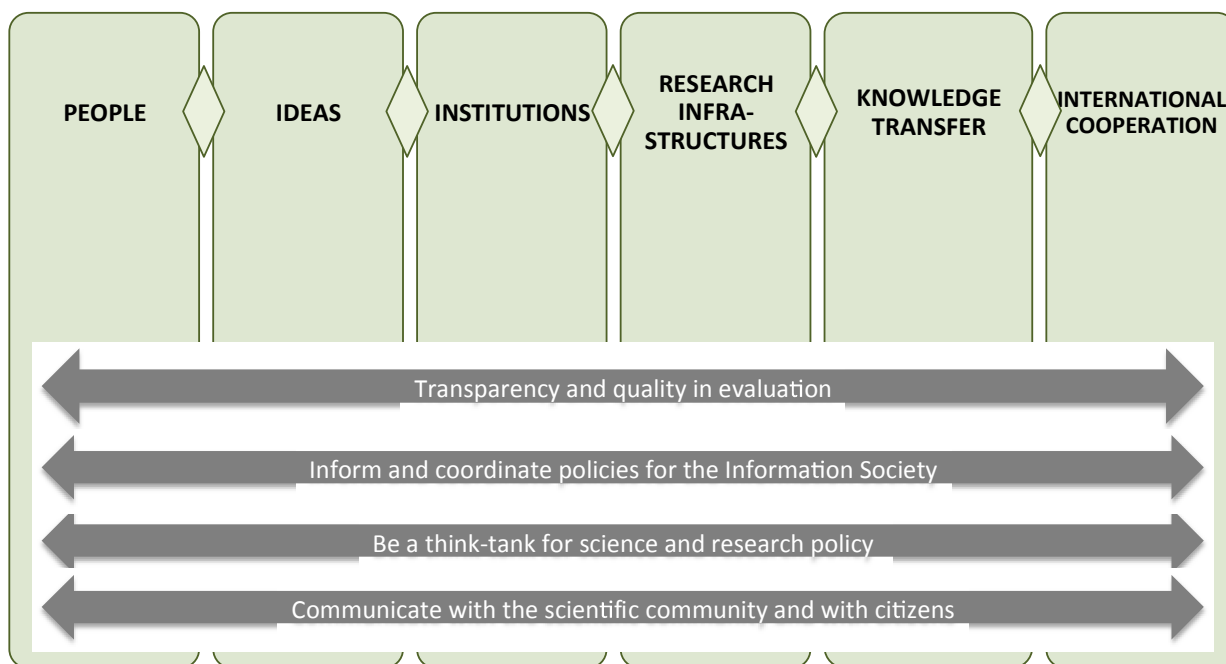 PEOPLE
IDEAS
INSTITUTIONS
RESEARCH
INFRA-
STRUCTURES
KNOWLEDGE
TRANSFER
INTERNATIONAL
COOPERATION
Transparency and quality in evaluation
Inform and coordinate policies for the Information Society
Be a think-tank for science and research policy
Communicate with the scientific community and with citizens